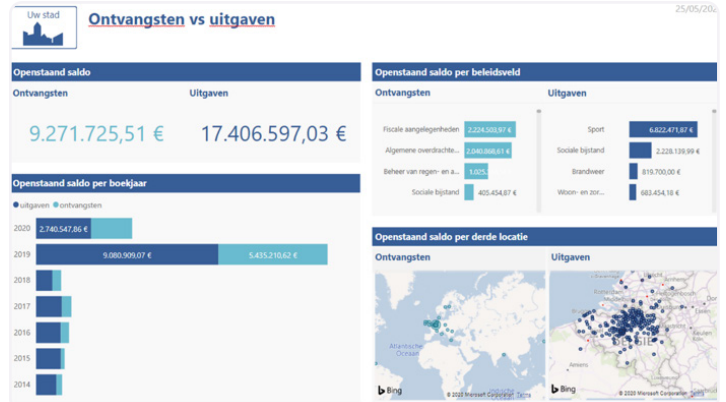 Uw stad
Ontvangsten vs uitgaven
25/05/202
Openstaand saldo
Ontvangsten
Uitgaven
9.271.725,51 €
17.406.597,03 €
Openstaand saldo per boekjaar
uitgaven ontvangsten
2020 2.740.547,86 €
2019 9.080.909,07 € 5.435.210,62 €
2018
2017
2016
2015
2014
Openstaand saldo per beleidsveld
Ontvangsten
Fiscale aangelegenheden 2.224.503,97 €
Algemene overdrachte... 2.040.868,61 €
Beheer van regen- en a... 1.025.
Sociale bijstand 405.454,87 €
Uitgaven
Sport 6.822.471,87 €
Sociale bijstand 2.228.139,99 €
Brandweer 819.700,00 €
Woon- en zor... 683.454,18 €
Openstaand saldo per derde locatie
Ontvangsten
Atlantische
Oceaan
Bing
© 2020 Microsoft Corporation Terms
Uitgaven
Utrecht
Rotterdam
BELGIE
Amiens
Bing
© 2020 Microsoft Corporation Terms